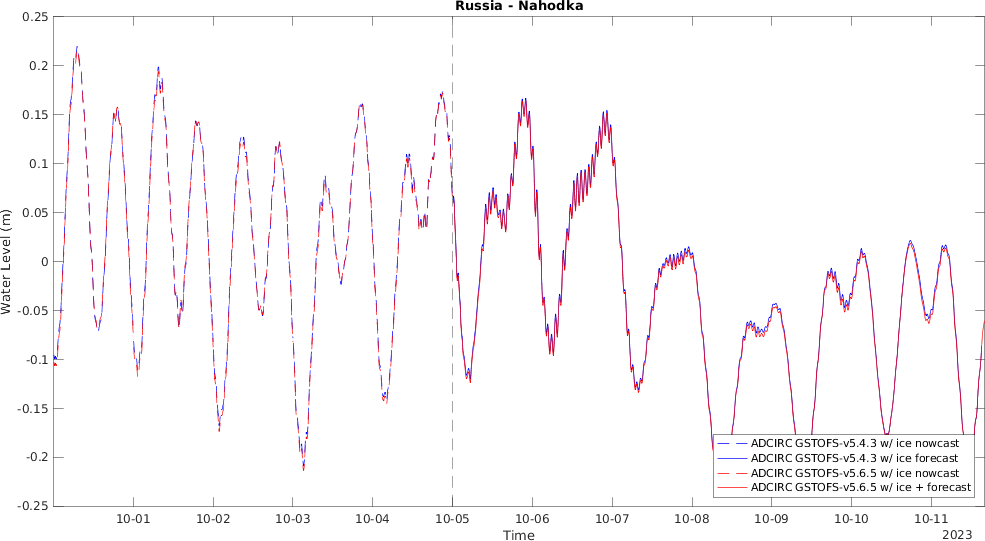 Russia - Nahodka
Water Level (m)
0.25
0.2
0.15
0.1
0.05
0
-0.05
-0.1
-0.15
-0.2
-0.25
10-01 10-02 10-03 10-04 10-05 10-06 10-07 10-08 10-09 10-10 10-11
Time
2023
ADCIRC GSTOFS-v5.4.3 w/ ice nowcast
ADCIRC GSTOFS-v5.4.3 w/ ice forecast
ADCIRC GSTOFS-v5.6.5 w/ ice nowcast
ADCIRC GSTOFS-v5.6.5 w/ ice + forecast